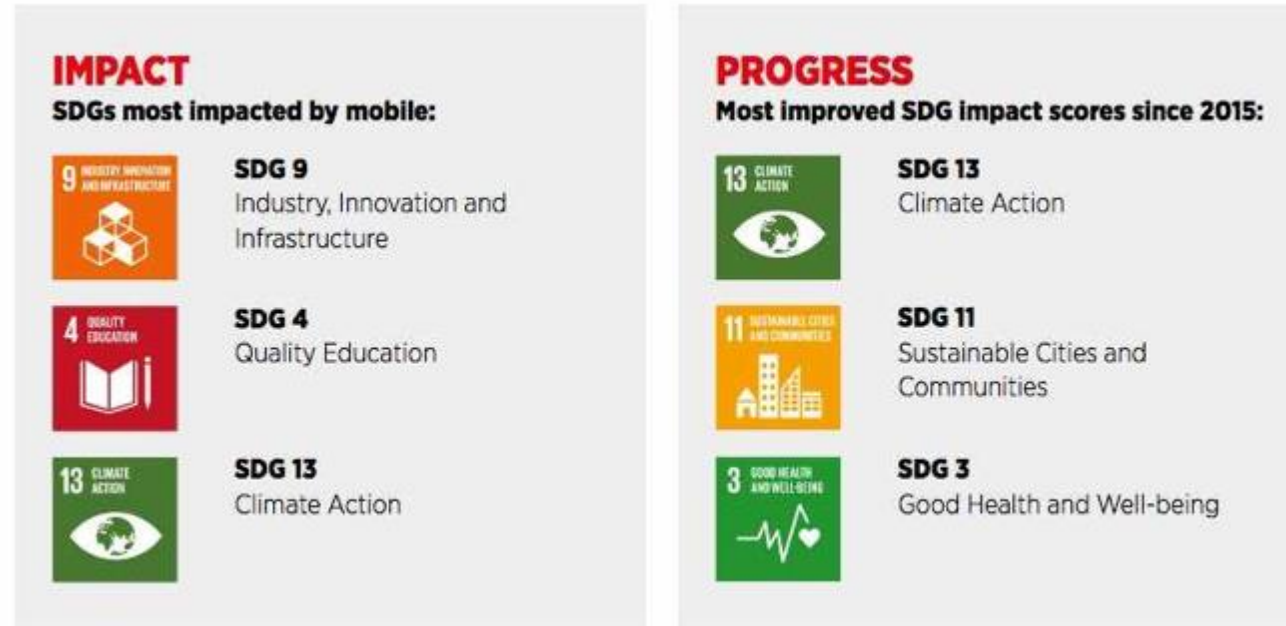 IMPACT
SDGs most impacted by mobile:
9 INDUSTRY, INNOVATION
AND INFRASTRUCTURE
SDG 9
Industry, Innovation and
Infrastructure
4 QUALITY
EDUCATION
SDG 4
Quality Education
13 CLIMATE
ACTION
SDG 13
Climate Action
PROGRESS
Most improved SDG impact scores since 2015:
13 CLIMATE
ACTION
SDG 13
Climate Action
11 SUSTAINABLE CITIES
AND COMMUNITIES
SDG 11
Sustainable Cities and
Communities
3 GOOD HEALTH
AND WELL-BEING
SDG 3
Good Health and Well-being